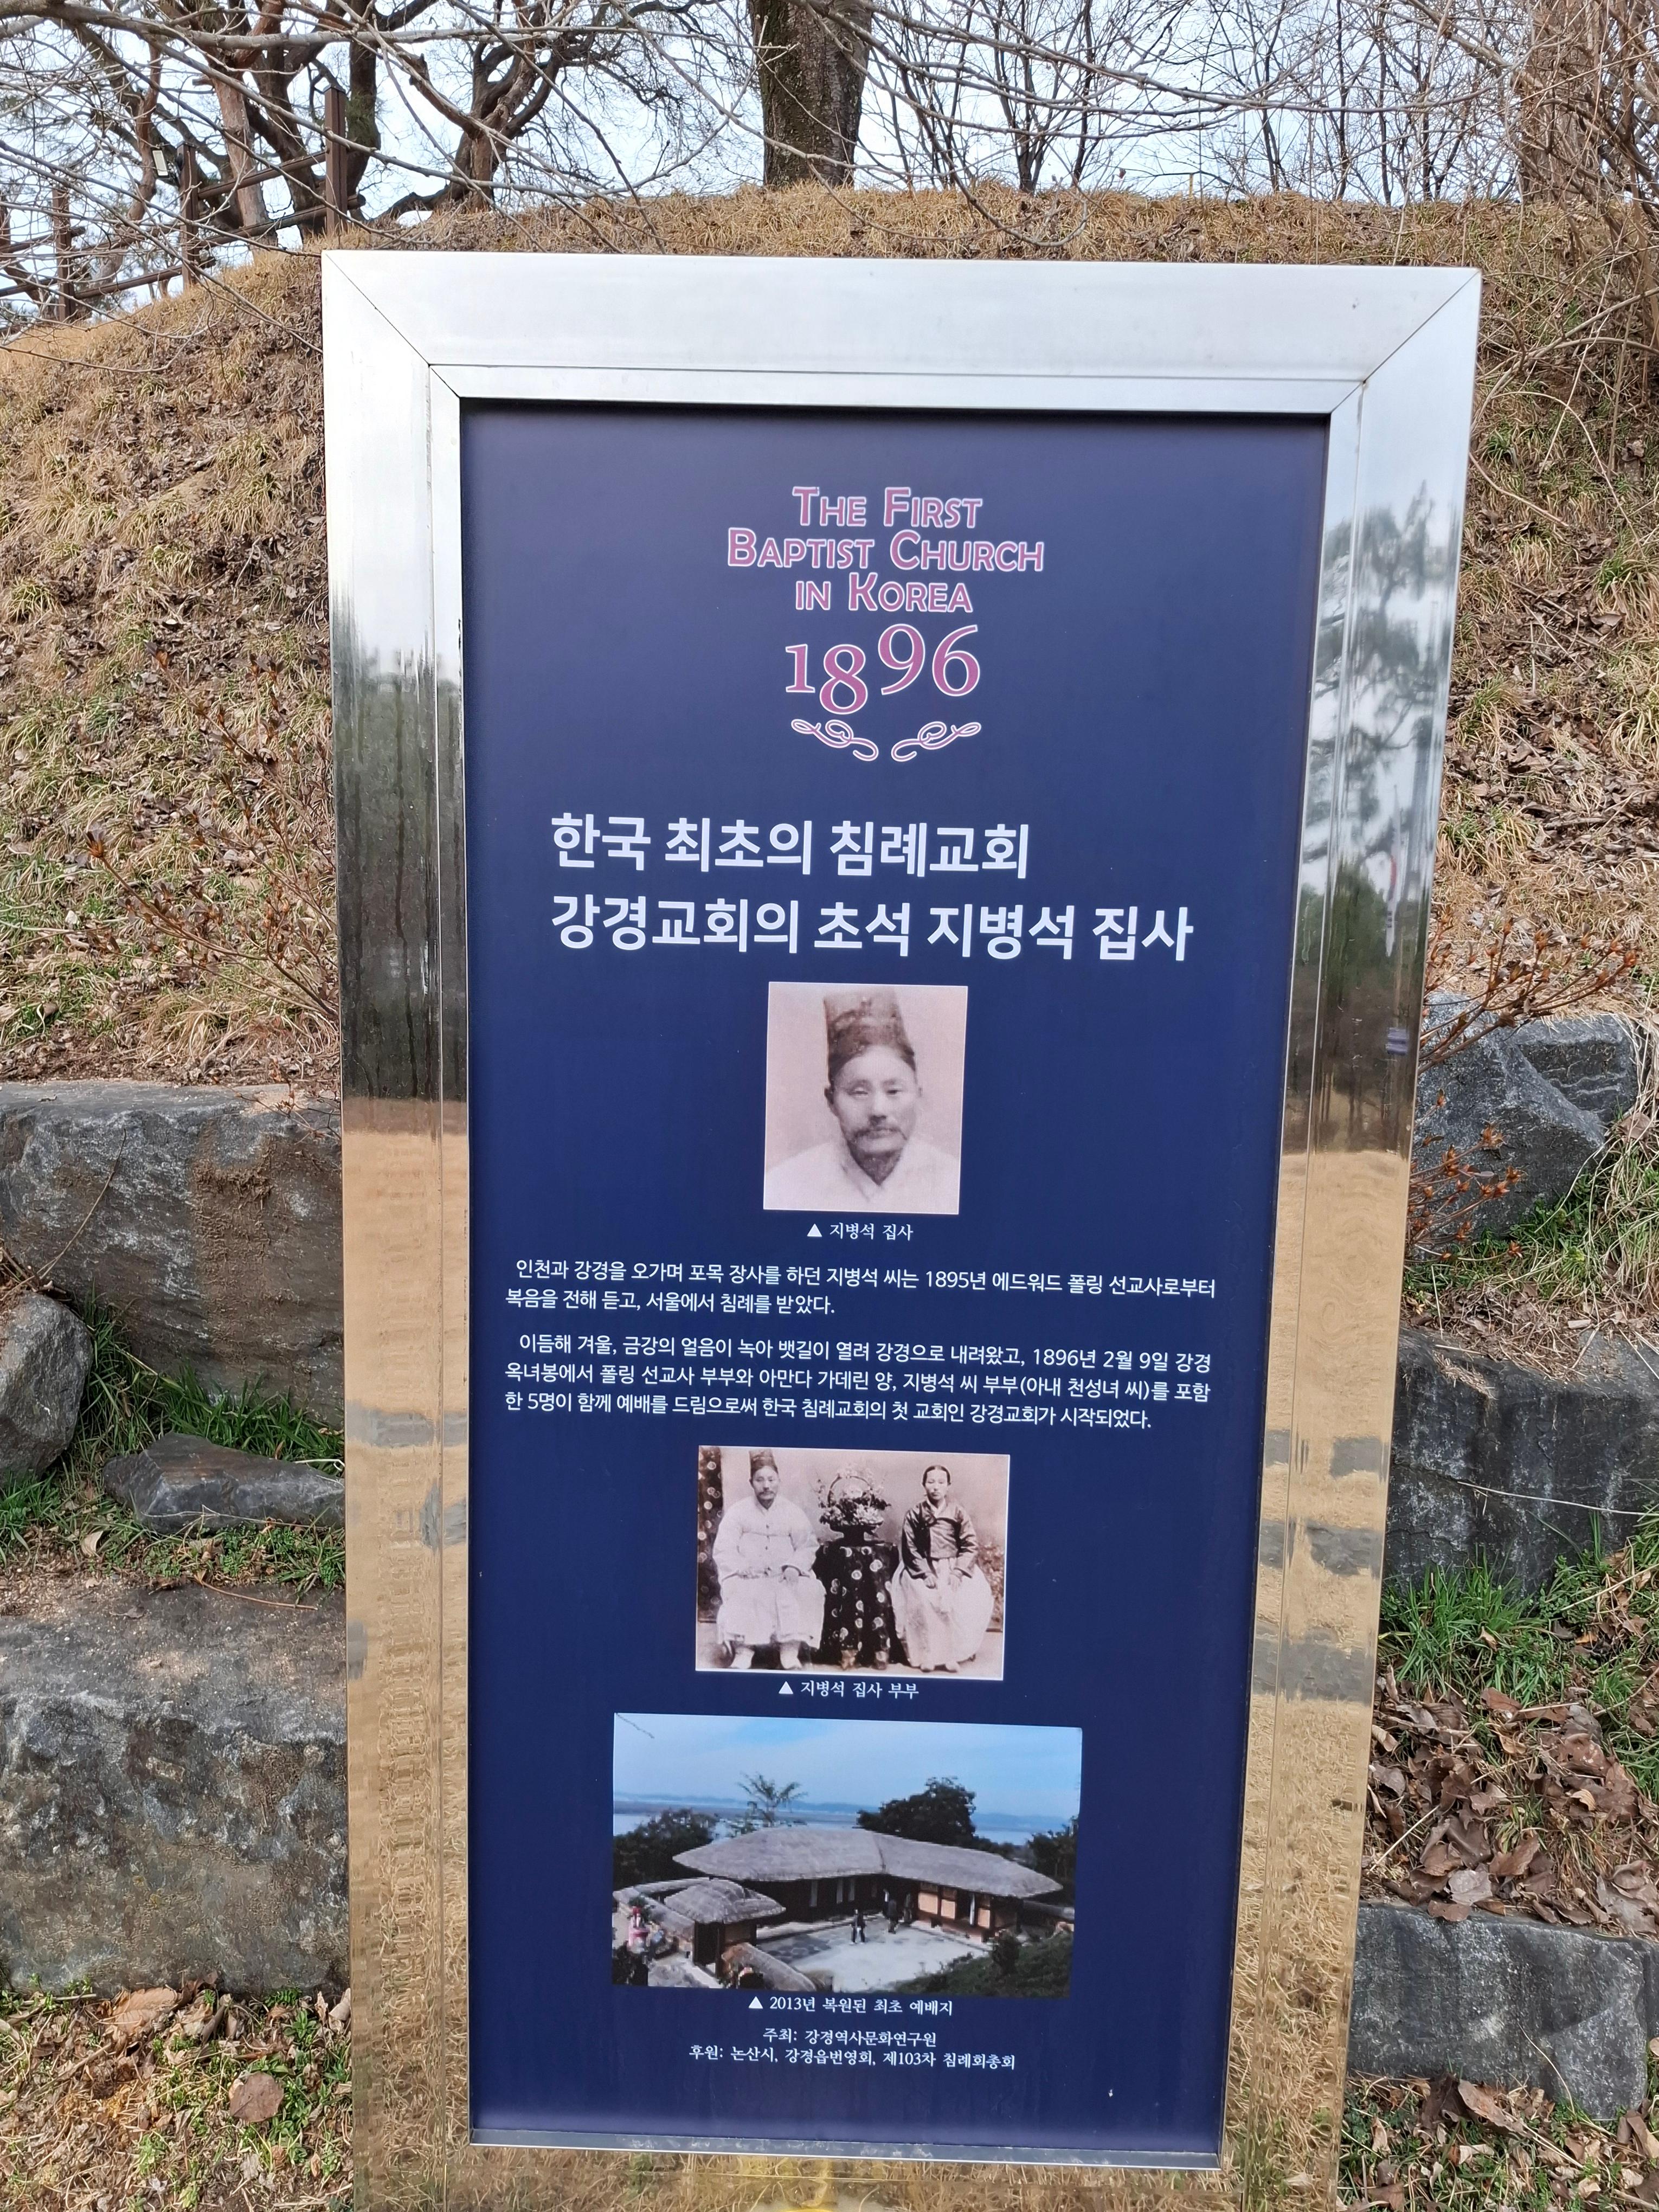 THE FIRST
BAPTIST CHURCH
IN KOREA
1896
한국 최초의 침례교회
강경교회의 초석 지병석 집사
▲ 지병석 집사
인천과 강경을 오가며 포목 장사를 하던 지병석 씨는 1895년 에드워드 폴링 선교사로부터
복음을 전해 듣고, 서울에서 침례를 받았다.
이듬해 겨울, 금강의 얼음이 녹아 뱃길이 열려 강경으로 내려왔고, 1896년 2월 9일 강경
옥녀봉에서 폴링 선교사 부부와 아만다 가데린 양, 지병석 씨 부부(아내 천성녀 씨)를 포함
한 5명이 함께 예배를 드림으로써 한국 침례교회의 첫 교회인 강경교회가 시작되었다.
▲ 지병석 집사 부부
▲ 2013년 복원된 최초 예배지
주최: 강경역사문화연구원
후원: 논산시, 강경읍번영회, 제103차 침례회총회